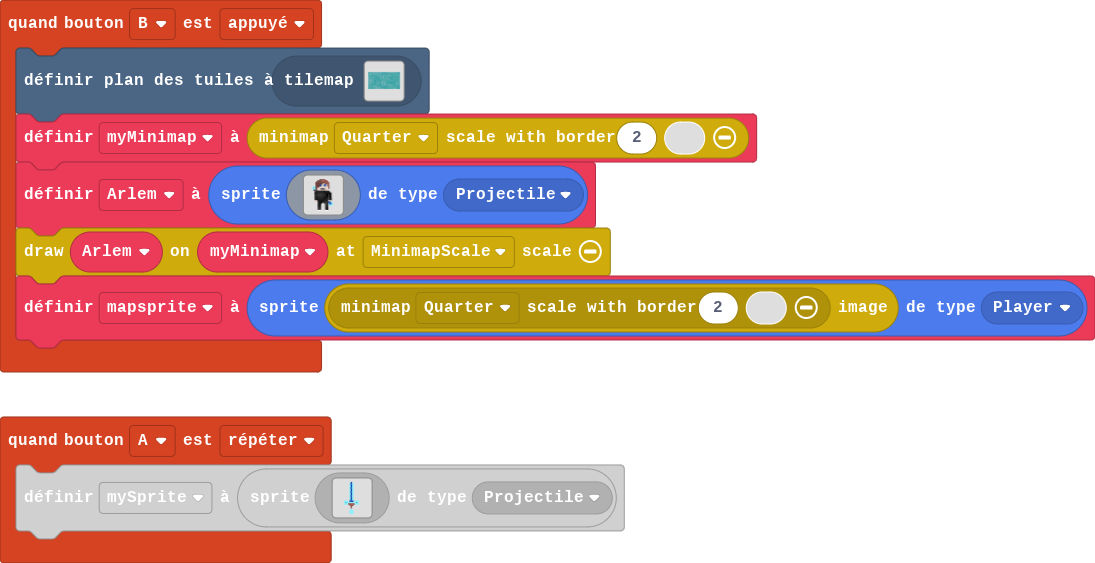 quand bouton B est appuyé
définir plan des tuiles à tilemap
définir myMinimap à minimap Quarter scale with border 2
définir Arlem à sprite de type Projectile
draw Arlem on myMinimap at MinimapScale scale
définir mapsprite à sprite minimap Quarter scale with border 2 image de type Player
quand bouton A est répéter
définir mySprite à sprite de type Projectile